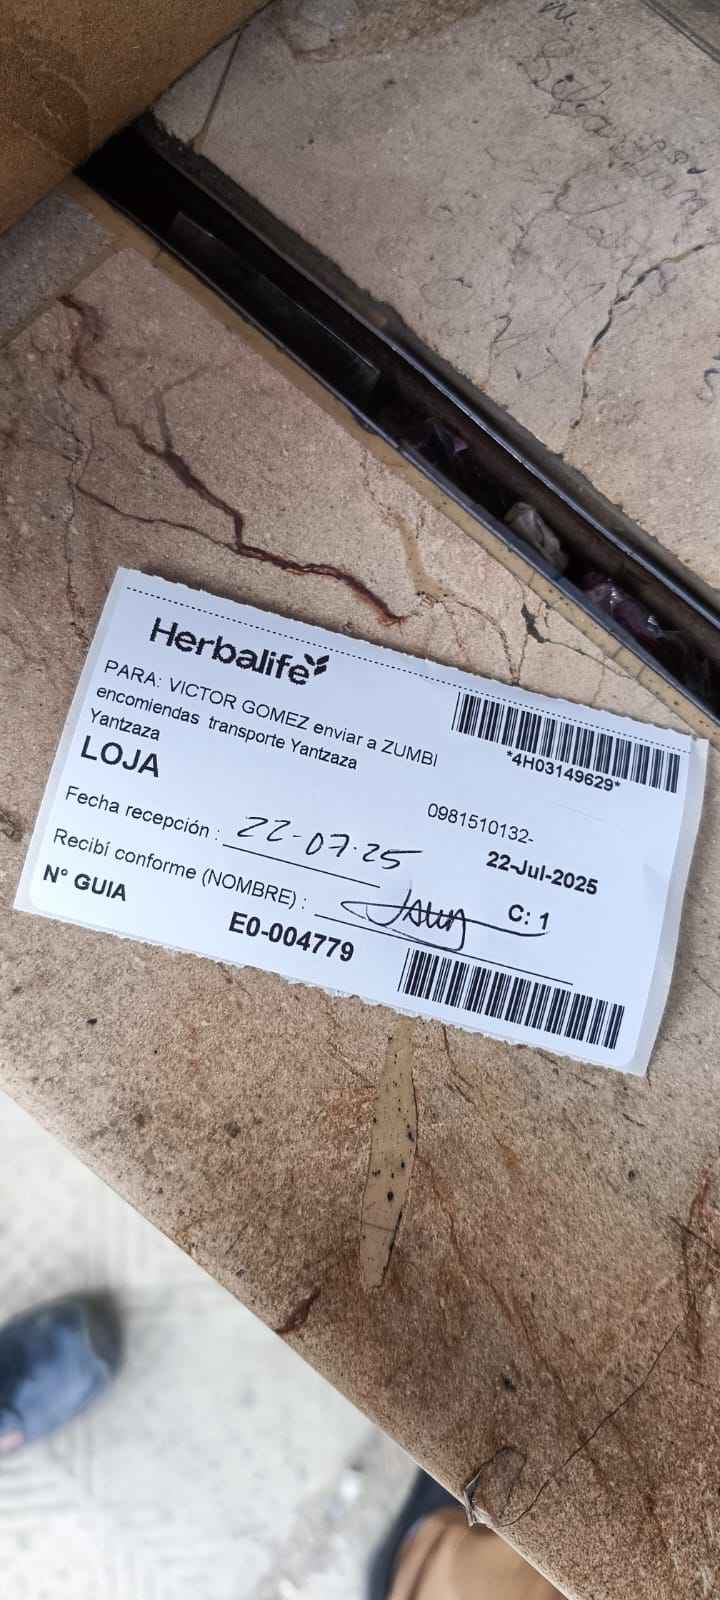 Herbalife
PARA: VICTOR GOMEZ enviar a ZUMBI
encomiendas transporte Yantzaza
Yantzaza
*4H03149629*
LOJA
0981510132-
Fecha recepción : 22-07-25
22-Jul-2025
Recibí conforme (NOMBRE) :
C: 1
N° GUIA
E0-004779